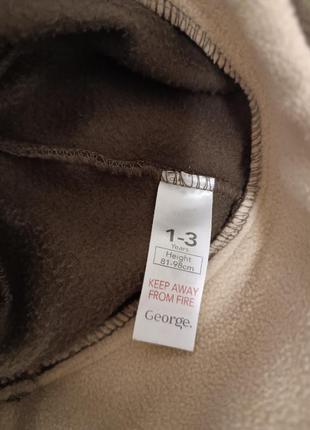 1-3
Years
Height
81-98cm
KEEP AWAY
FROM FIRE
George.